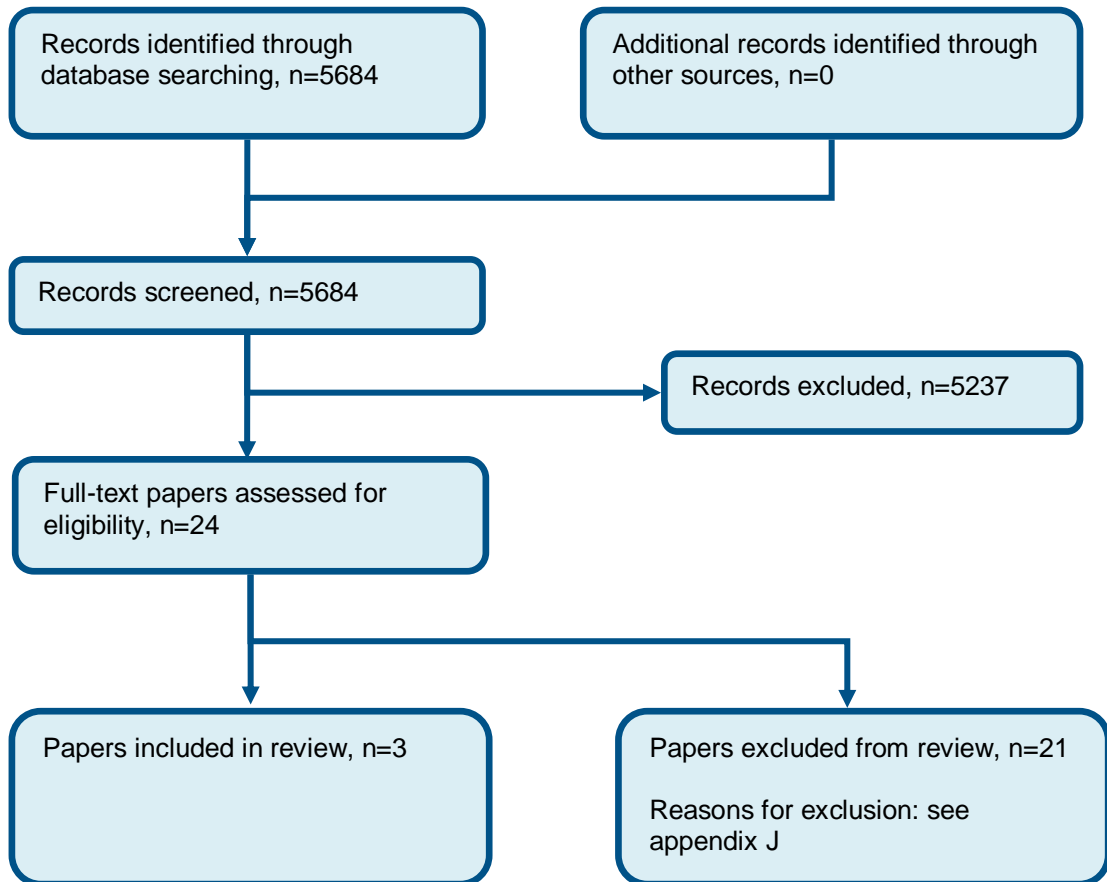 Records identified through
database searching, n=5684
Additional records identified through
other sources, n=0
Records screened, n=5684
Records excluded, n=5237
Full-text papers assessed for
eligibility, n=24
Papers included in review, n=3
Papers excluded from review, n=21
Reasons for exclusion: see
appendix J